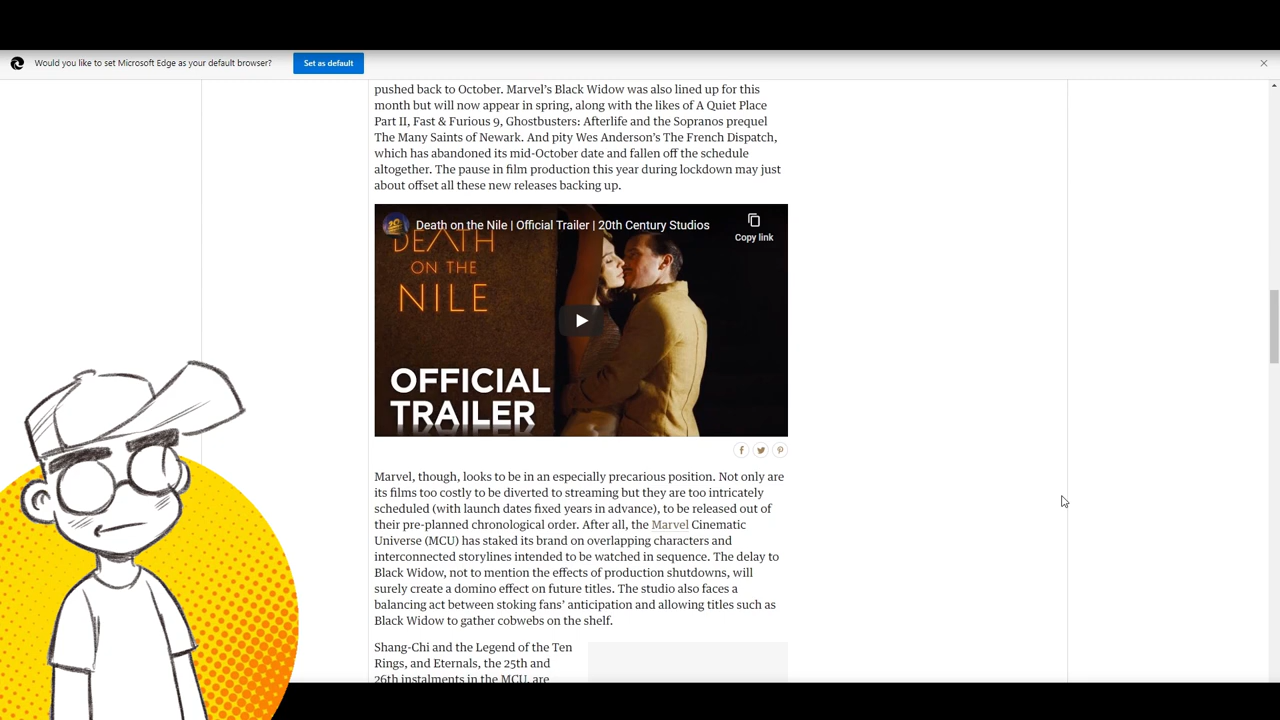 Would you like to set Microsoft Edge as your default browser?
Set as default
pushed back to October. Marvel's Black Widow was also lined up for this
month but will now appear in spring, along with the likes of A Quiet Place
Part II, Fast & Furious 9, Ghostbusters: Afterlife and the Sopranos prequel
The Many Saints of Newark. And pity Wes Anderson's The French Dispatch,
which has abandoned its mid-October date and fallen off the schedule
altogether. The pause in film production this year during lockdown may just
about offset all these new releases backing up.
Death on the Nile | Official Trailer | 20th Century Studios
Copy link
DEATH
ON THE
NILE
OFFICIAL
TRAILER
Marvel, though, looks to be in an especially precarious position. Not only are
its films too costly to be diverted to streaming but they are too intricately
scheduled (with launch dates fixed years in advance), to be released out of
their pre-planned chronological order. After all, the Marvel Cinematic
Universe (MCU) has staked its brand on overlapping characters and
interconnected storylines intended to be watched in sequence. The delay to
Black Widow, not to mention the effects of production shutdowns, will
surely create a domino effect on future titles. The studio also faces a
balancing act between stoking fans' anticipation and allowing titles such as
Black Widow to gather cobwebs on the shelf.
Shang-Chi and the Legend of the Ten
Rings, and Eternals, the 25th and
26th instalments in the MCU, are